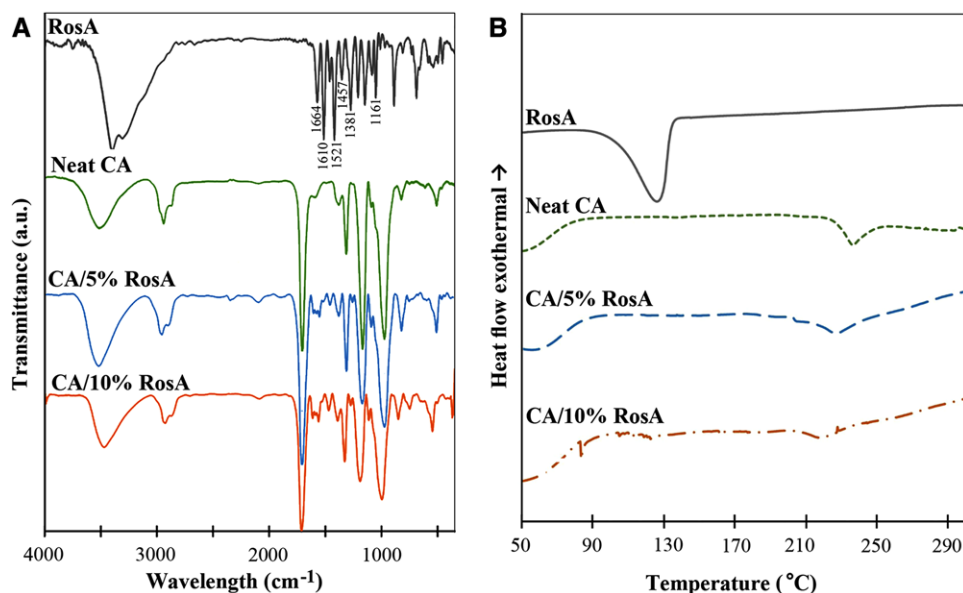 A
RosA
1664
1610
1521
1457
1381
1161
Neat CA
CA/5% RosA
CA/10% RosA
Transmittance (a.u.)
4000 3000 2000 1000
Wavelength (cm-1)
B
RosA
Neat CA
CA/5% RosA
CA/10% RosA
Heat flow exothermal →
50 90 130 170 210 250 290
Temperature (°C)